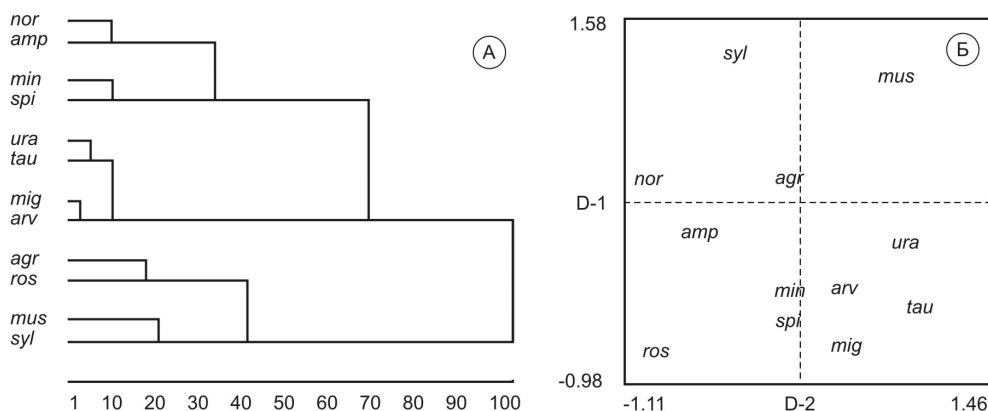 nor
amp
min
spi
ura
tau
mig
arv
agr
ros
mus
syl
1 10 20 30 40 50 60 70 80 90 100
А
1.58
Б
syl
mus
nor
agr
D-1
amp
ura
min
arv
tau
spi
mig
ros
-0.98
-1.11 D-2 1.46